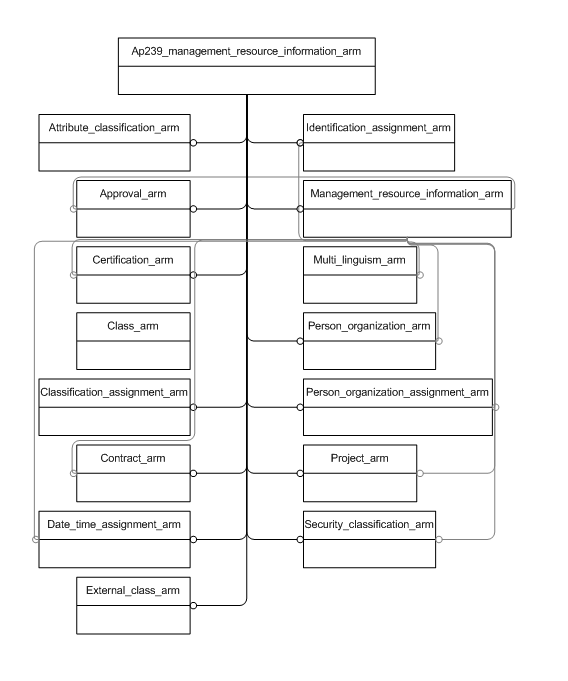 Ap239_management_resource_information_arm
Attribute_classification_arm
Identification_assignment_arm
Approval_arm
Management_resource_information_arm
Certification_arm
Multi_linguism_arm
Class_arm
Person_organization_arm
Classification_assignment_arm
Person_organization_assignment_arm
Contract_arm
Project_arm
Date_time_assignment_arm
Security_classification_arm
External_class_arm